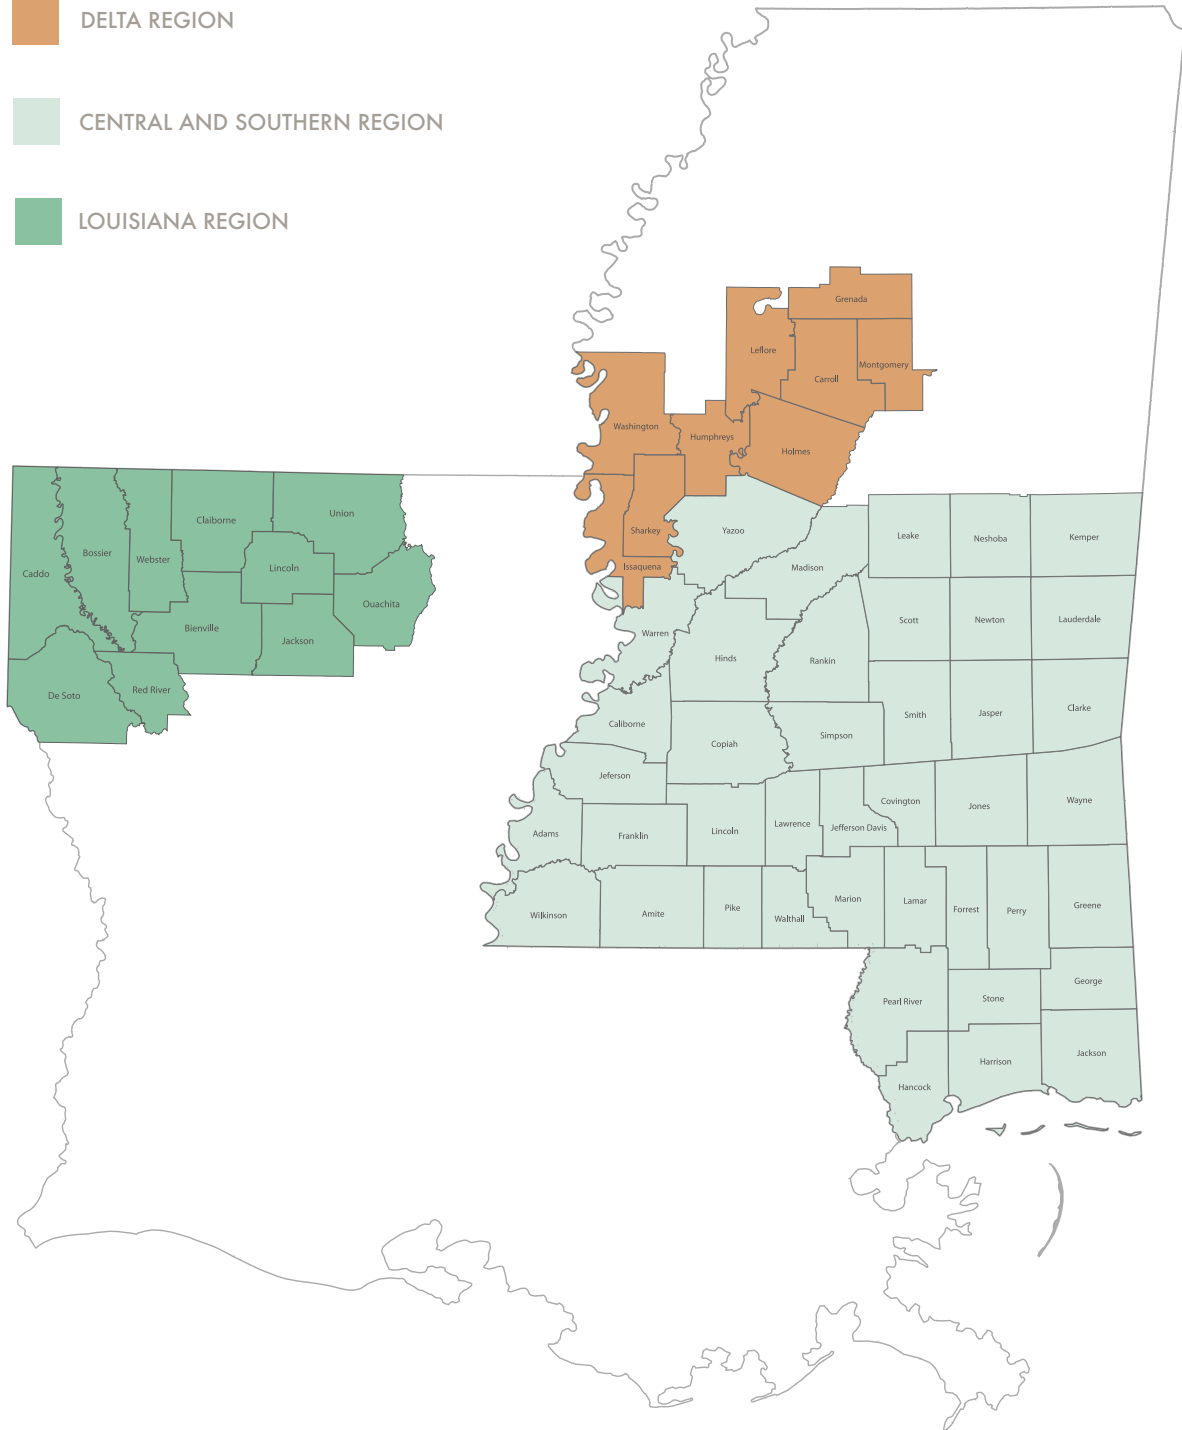 DELTA REGION
CENTRAL AND SOUTHERN REGION
LOUISIANA REGION
Grenada
Leflore
Montgomery
Carroll
Washington
Humphreys
Holmes
Sharkey
Issaquena
Union
Claiborne
Bossier
Webster
Lincoln
Caddo
Ouachita
Bienville
Jackson
Red River
De Soto
Yazoo
Leake
Neshoba
Kemper
Madison
Scott
Newton
Lauderdale
Warren
Hinds
Rankin
Smith
Jasper
Clarke
Caliborne
Copiah
Simpson
Jeferson
Covington
Jones
Wayne
Adams
Franklin
Lincoln
Lawrence
Jefferson Davis
Wilkinson
Amite
Pike
Walthall
Marion
Lamar
Forrest
Perry
Greene
George
Pearl River
Stone
Jackson
Harrison
Hancock